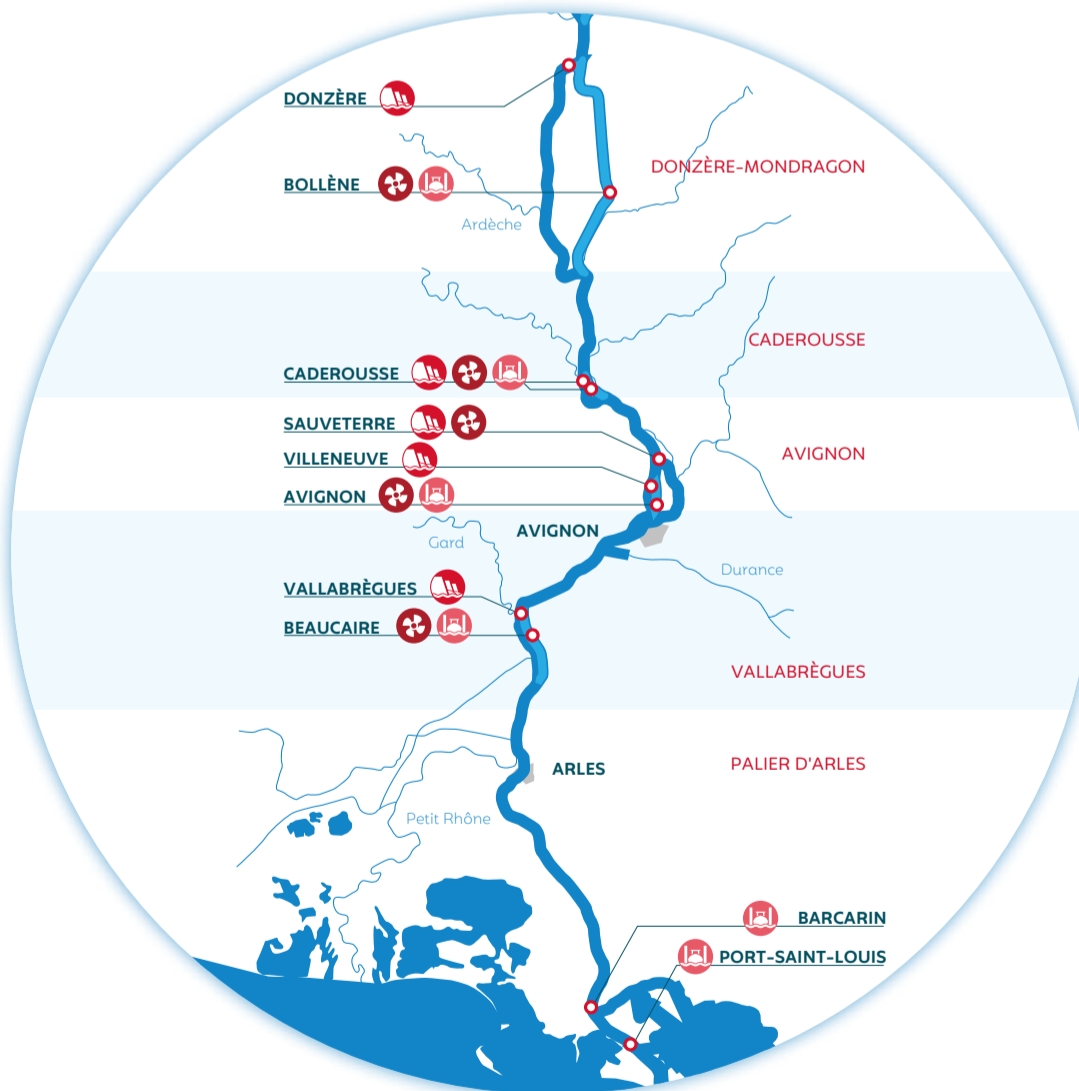 DONZÈRE
DONZÈRE-MONDRAGON
BOLLÈNE
Ardèche
CADEROUSSE
CADEROUSSE
SAUVETERRE
AVIGNON
VILLENEUVE
AVIGNON
AVIGNON
Gard
Durance
VALLABRÈGUES
BEAUCAIRE
VALLABRÈGUES
ARLES
PALIER D'ARLES
Petit Rhône
BARCARIN
PORT-SAINT-LOUIS